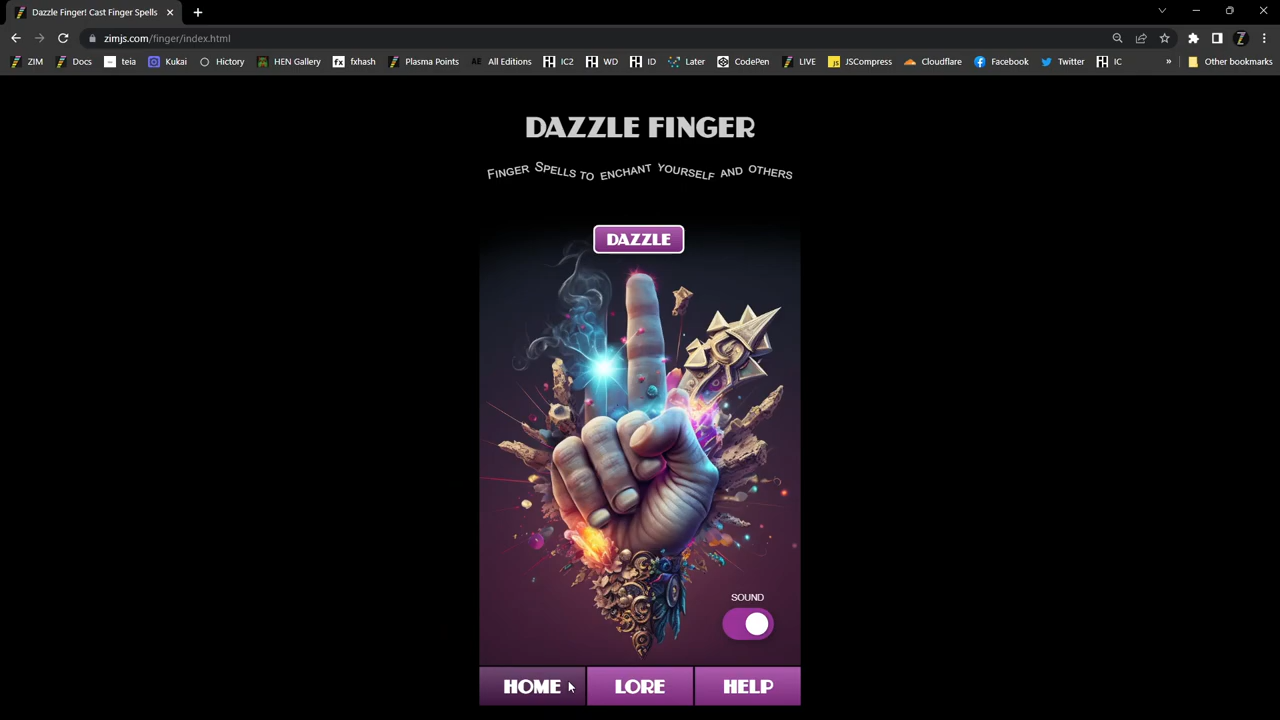 Dazzle Finger! Cast Finger Spells
zimjs.com/finger/index.html
ZIM Docs teia Kukai Hictory HEN Gallery fxhash Plasma Points All Editions IC2 WD ID Later CodePen LIVE JSCompress Cloudflare Facebook Twitter IC » Other bookmarks
DAZZLE FINGER
FINGER SPELLS TO ENCHANT YOURSELF AND OTHERS
DAZZLE
SOUND
HOME LORE HELP